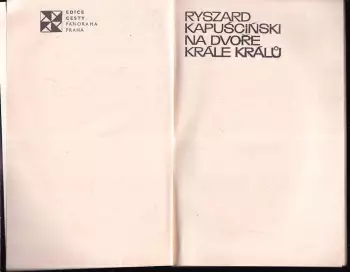 EDICE
CESTY
PANORAMA
PRAHA
RYSZARD
KAPUŚCIŃSKI
NA DVOŘE
KRÁLE KRÁLŮ